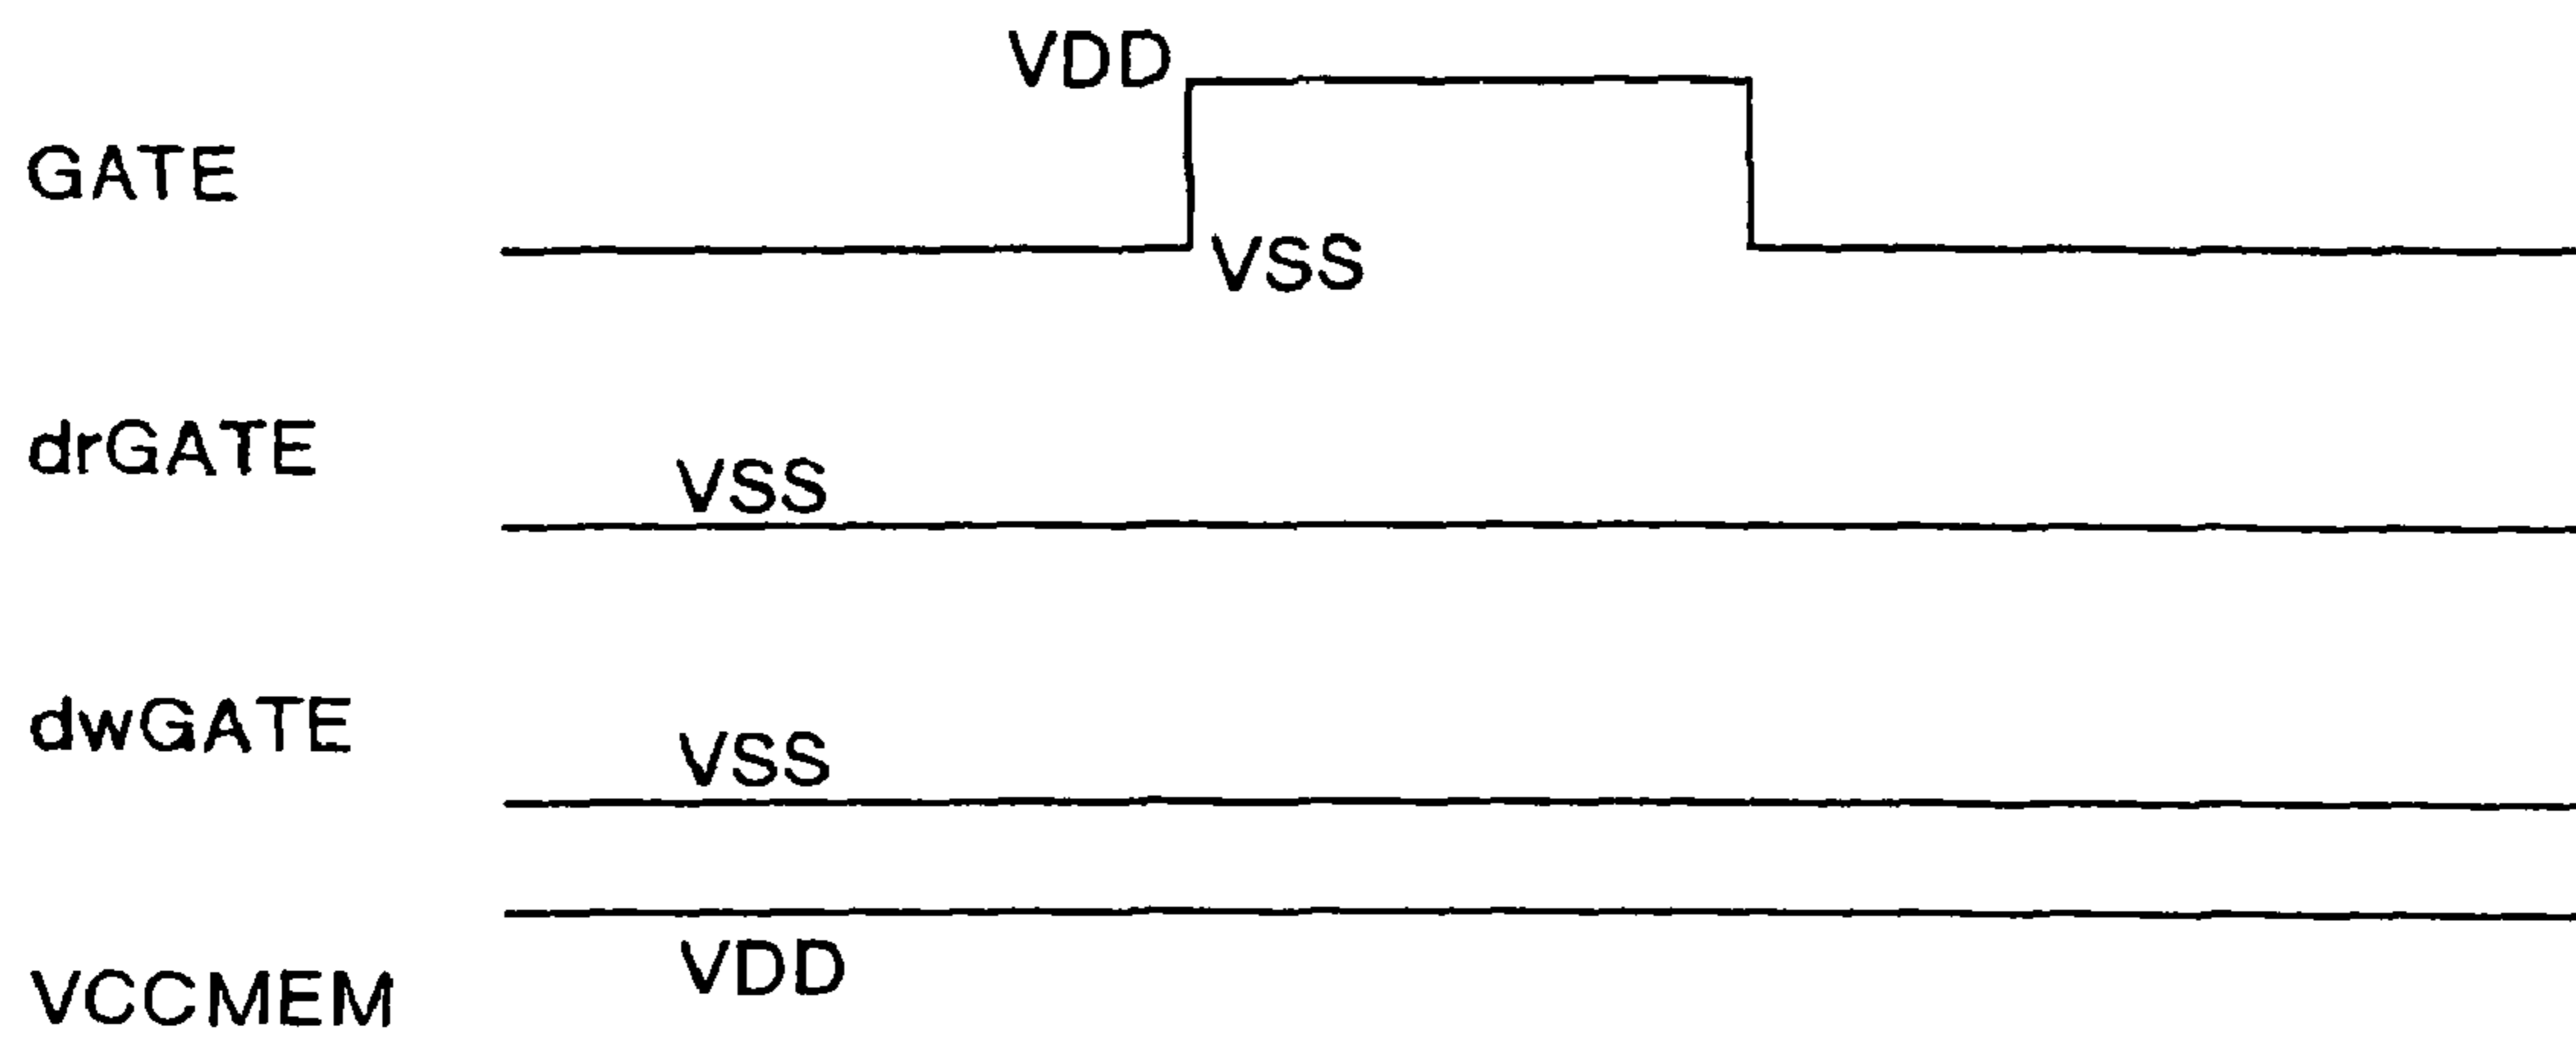 VDD
GATE
VSS
drGATE
VSS
dwGATE
VSS
VDD
VCCMEM